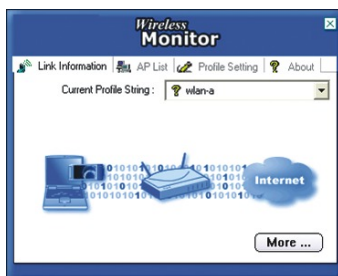 Wireless
Monitor
Link Information AP List Profile Setting About
Current Profile String : wlan-a
Internet
More ...